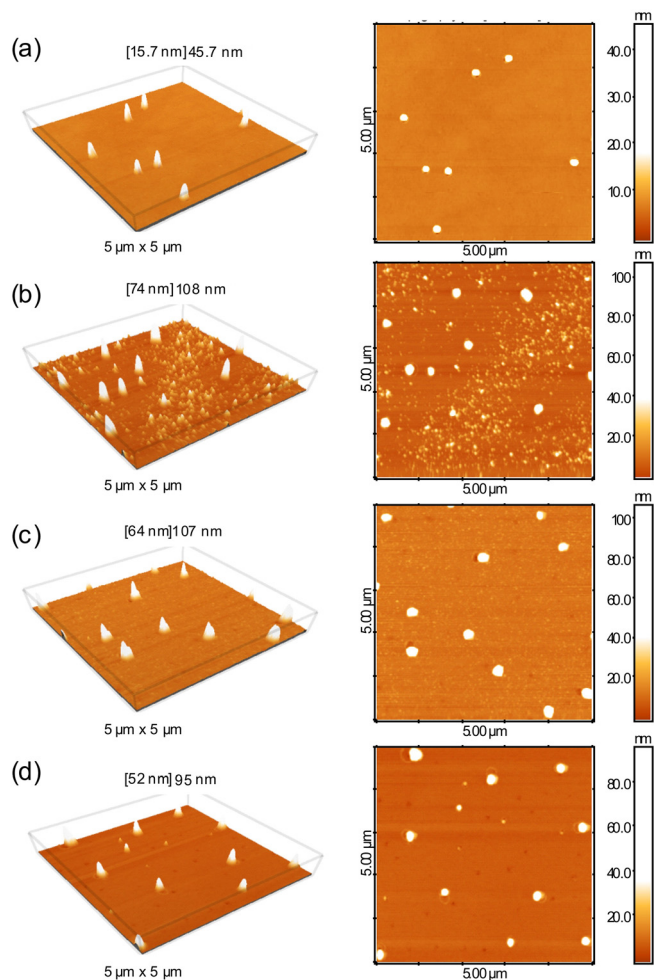 (a)
[15.7 nm] 45.7 nm
5 µm x 5 µm
5.00 µm
5.00 µm
nm
40.0
30.0
20.0
10.0
(b)
[74 nm] 108 nm
5 µm x 5 µm
5.00 µm
5.00 µm
nm
100
80.0
60.0
40.0
20.0
(c)
[64 nm] 107 nm
5 µm x 5 µm
5.00 µm
5.00 µm
nm
100
80.0
60.0
40.0
20.0
(d)
[52 nm] 95 nm
5 µm x 5 µm
5.00 µm
5.00 µm
nm
80.0
60.0
40.0
20.0